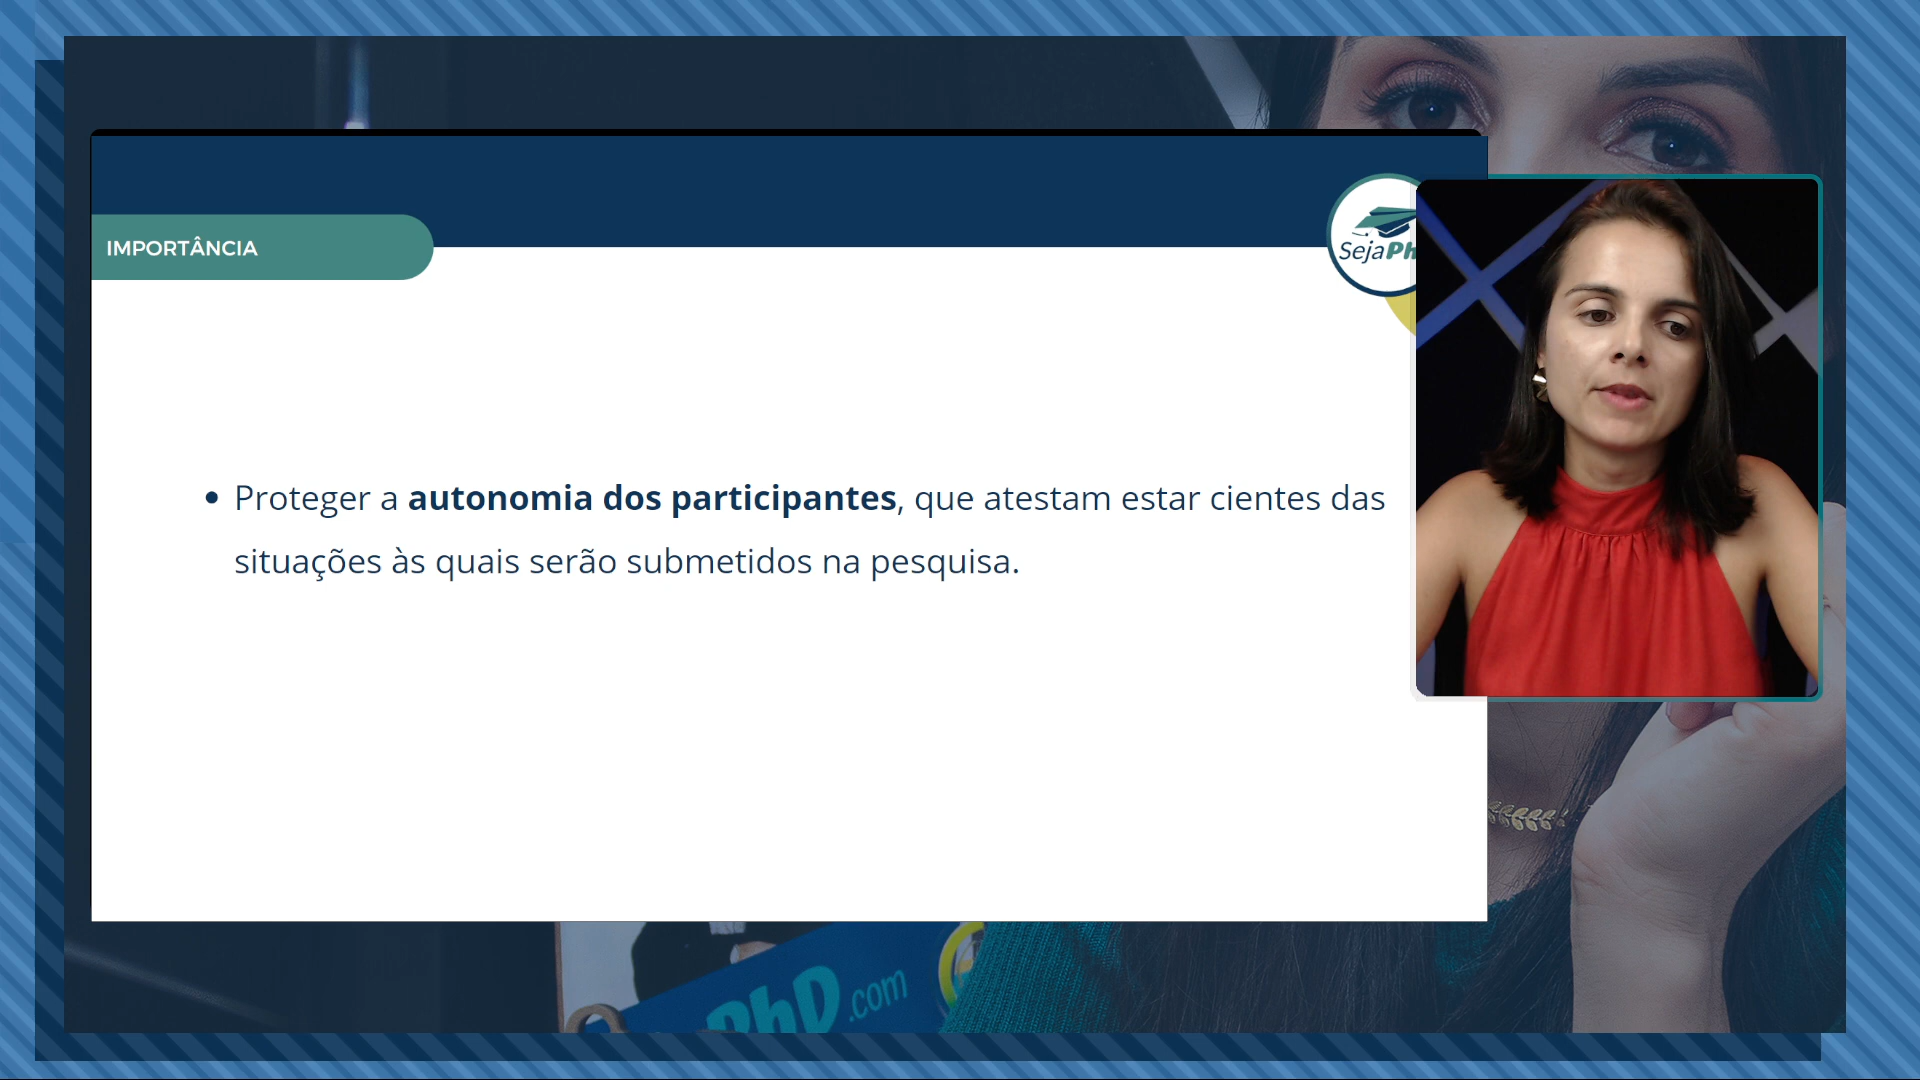 IMPORTÂNCIA
SejaPh
• Proteger a autonomia dos participantes, que atestam estar cientes das
situações às quais serão submetidos na pesquisa.
PhD.com